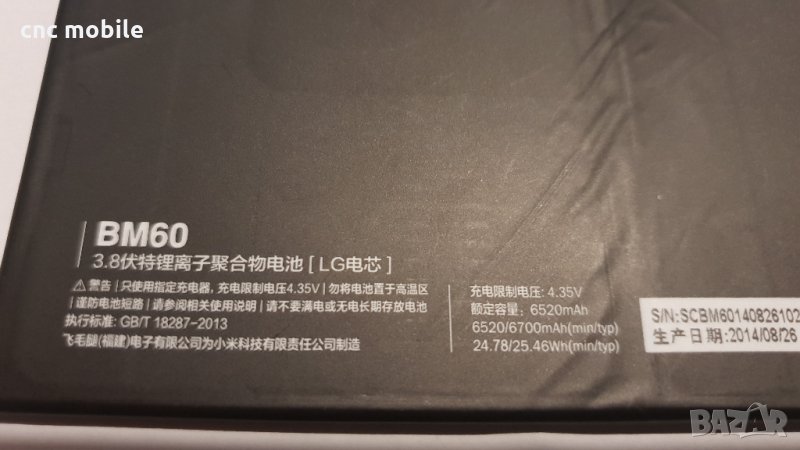 cnc mobile
BM60
3.8伏特锂离子聚合物电池 [ LG电芯 ]
⚠警告 | 只使用指定充电器, 充电限制电压4.35V | 勿将电池置于高温区
| 谨防电池短路 | 请参阅相关使用说明 | 请不要满电或无电长期存放电池
执行标准: GB/T 18287-2013
飞毛腿(福建)电子有限公司为小米科技有限责任公司制造
充电限制电压: 4.35V
额定容量: 6520mAh
6520/6700mAh(min/typ)
24.78/25.46Wh(min/typ)
S/N:SCBM60140826102
生产日期:2014/08/26
BAZAR